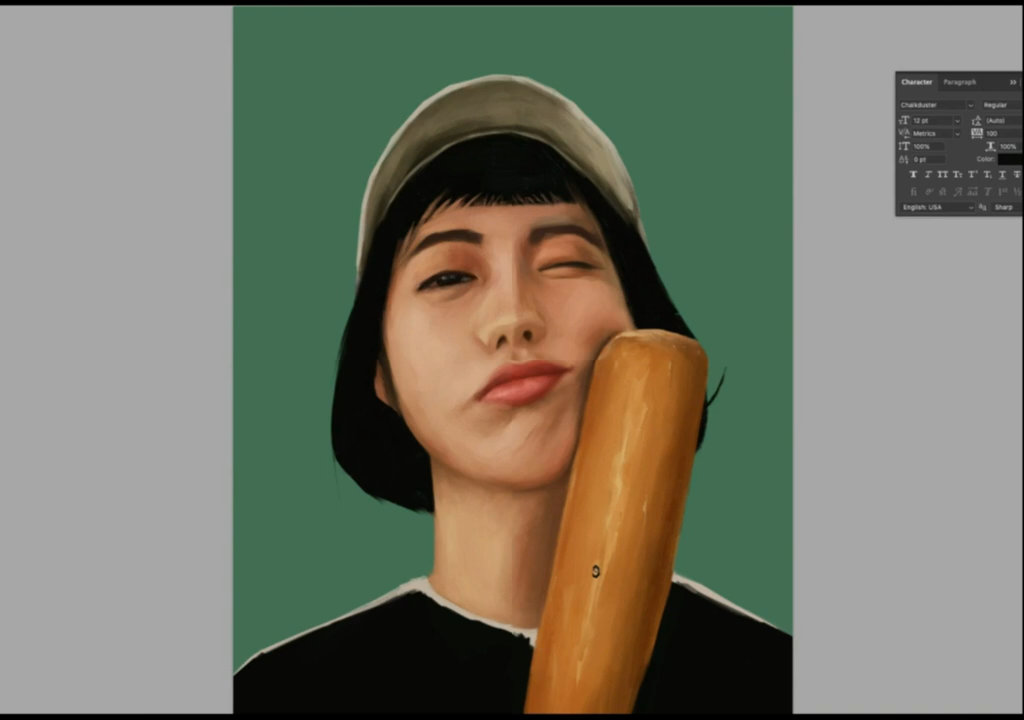 Character Paragraph
Chalkduster Regular
12 pt (Auto)
Metrics 100
100% 100%
0 pt Color:
English: USA Sharp